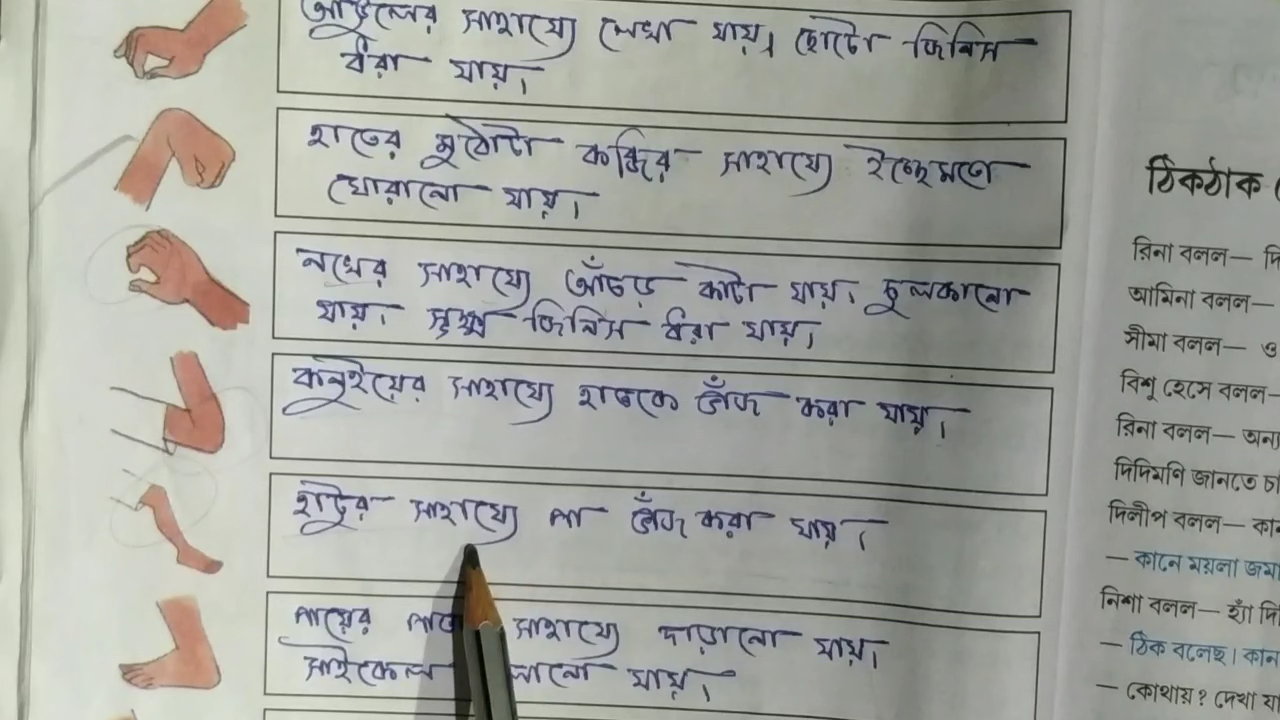 আঙুলের সাহায্যে লেখা যায়। ছোটো জিনিস
ধরা যায়।
হাতের মুঠোটা কব্জির সাহায্যে ইচ্ছেমতো
ঘোরানো যায়।
নখের সাহায্যে আঁচড় কাটা যায়। চুলকানো
যায়। সূক্ষ্ম জিনিস ধরা যায়।
কনুইয়ের সাহায্যে হাতকে ভাঁজ করা যায়।
হাটুর সাহায্যে পা ভাঁজ করা যায়।
পায়ের সাহায্যে দাড়ানো যায়।
সাইকেল যায়।
ঠিকঠাক
রিনা বলল— দি
আমিনা বলল—
সীমা বলল— ও
বিশু হেসে বলল—
রিনা বলল— অন্য
দিদিমণি জানতে চা
দিলীপ বলল— কান
— কানে ময়লা জমা
নিশা বলল— হ্যাঁ দি
— ঠিক বলেছ। কান
— কোথায়? দেখা যা